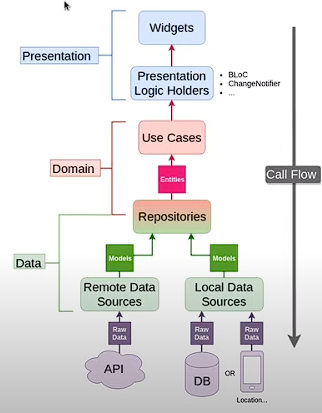 Widgets
Presentation
Presentation
Logic Holders
BLoC
ChangeNotifier
...
Use Cases
Call Flow
Domain
Entities
Repositories
Data
Models
Models
Remote Data
Sources
Local Data
Sources
Raw
Data
Raw
Data
Raw
Data
API
DB
OR
Location...